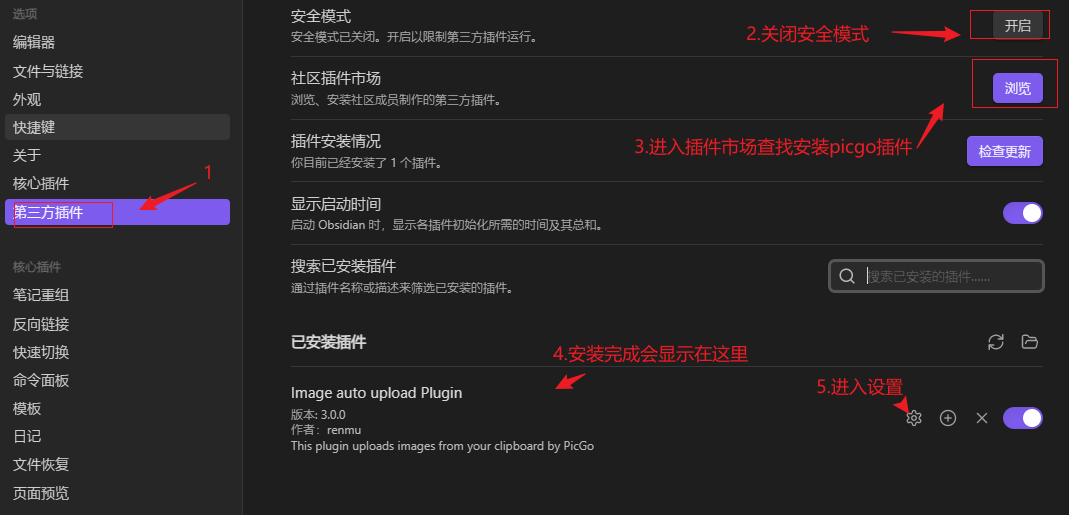 选项
编辑器
文件与链接
外观
快捷键
关于
核心插件
第三方插件
1
核心插件
笔记重组
反向链接
快速切换
命令面板
模板
日记
文件恢复
页面预览
安全模式
安全模式已关闭。开启以限制第三方插件运行。
2.关闭安全模式
开启
社区插件市场
浏览、安装社区成员制作的第三方插件。
浏览
3.进入插件市场查找安装picgo插件
插件安装情况
你目前已经安装了 1 个插件。
检查更新
显示启动时间
启动 Obsidian 时，显示各插件初始化所需的时间及其总和。
搜索已安装插件
通过插件名称或描述来筛选已安装的插件。
搜索已安装的插件......
已安装插件
4.安装完成会显示在这里
Image auto upload Plugin
版本: 3.0.0
作者：renmu
This plugin uploads images from your clipboard by PicGo
5.进入设置